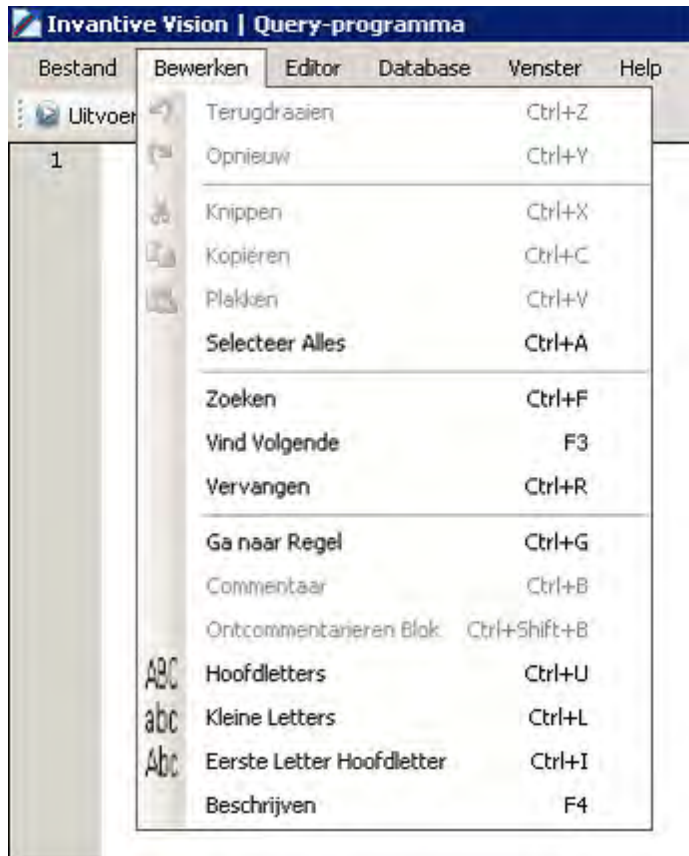 Invantive Vision | Query-programma
Bestand Bewerken Editor Database Venster Help
Uitvoer
1
Terugdraaien Ctrl+Z
Opnieuw Ctrl+Y
Knippen Ctrl+X
Kopiëren Ctrl+C
Plakken Ctrl+V
Selecteer Alles Ctrl+A
Zoeken Ctrl+F
Vind Volgende F3
Vervangen Ctrl+R
Ga naar Regel Ctrl+G
Commentaar Ctrl+B
Ontcommentariëren Blok Ctrl+Shift+B
ABC Hoofdletters Ctrl+U
abc Kleine Letters Ctrl+L
Abc Eerste Letter Hoofdletter Ctrl+I
Beschrijven F4